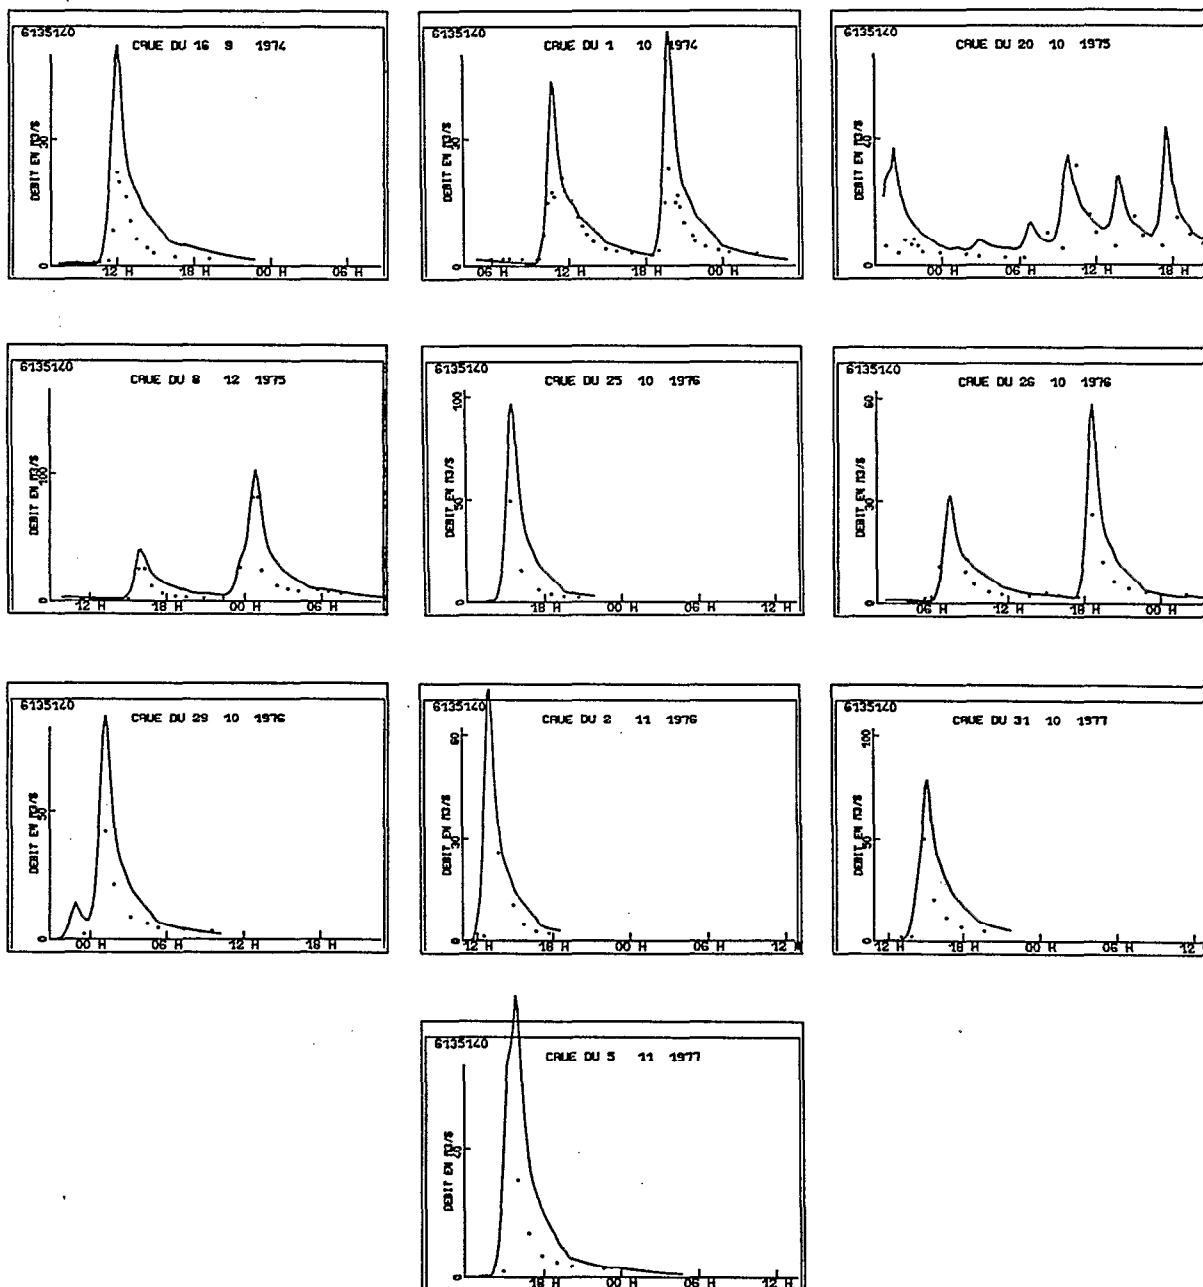 6135140
CRUE DU 16 9 1974
DEBIT EN M3/S
30
0
12 H
18 H
00 H
06 H
6135140
CRUE DU 1 10 1974
DEBIT EN M3/S
30
0
06 H
12 H
18 H
00 H
6135140
CRUE DU 20 10 1975
DEBIT EN M3/S
40
0
00 H
06 H
12 H
18 H
6135140
CRUE DU 8 12 1975
DEBIT EN M3/S
100
0
12 H
18 H
00 H
06 H
6135140
CRUE DU 25 10 1976
DEBIT EN M3/S
100
50
0
18 H
00 H
06 H
12 H
6135140
CRUE DU 26 10 1976
DEBIT EN M3/S
60
30
0
06 H
12 H
18 H
00 H
6135140
CRUE DU 29 10 1976
DEBIT EN M3/S
50
0
00 H
06 H
12 H
18 H
6135140
CRUE DU 2 11 1976
DEBIT EN M3/S
60
30
0
12 H
18 H
00 H
06 H
12 H
6135140
CRUE DU 31 10 1977
DEBIT EN M3/S
100
50
0
12 H
18 H
00 H
06 H
12
6135140
CRUE DU 5 11 1977
DEBIT EN M3/S
40
0
18 H
00 H
06 H
12 H